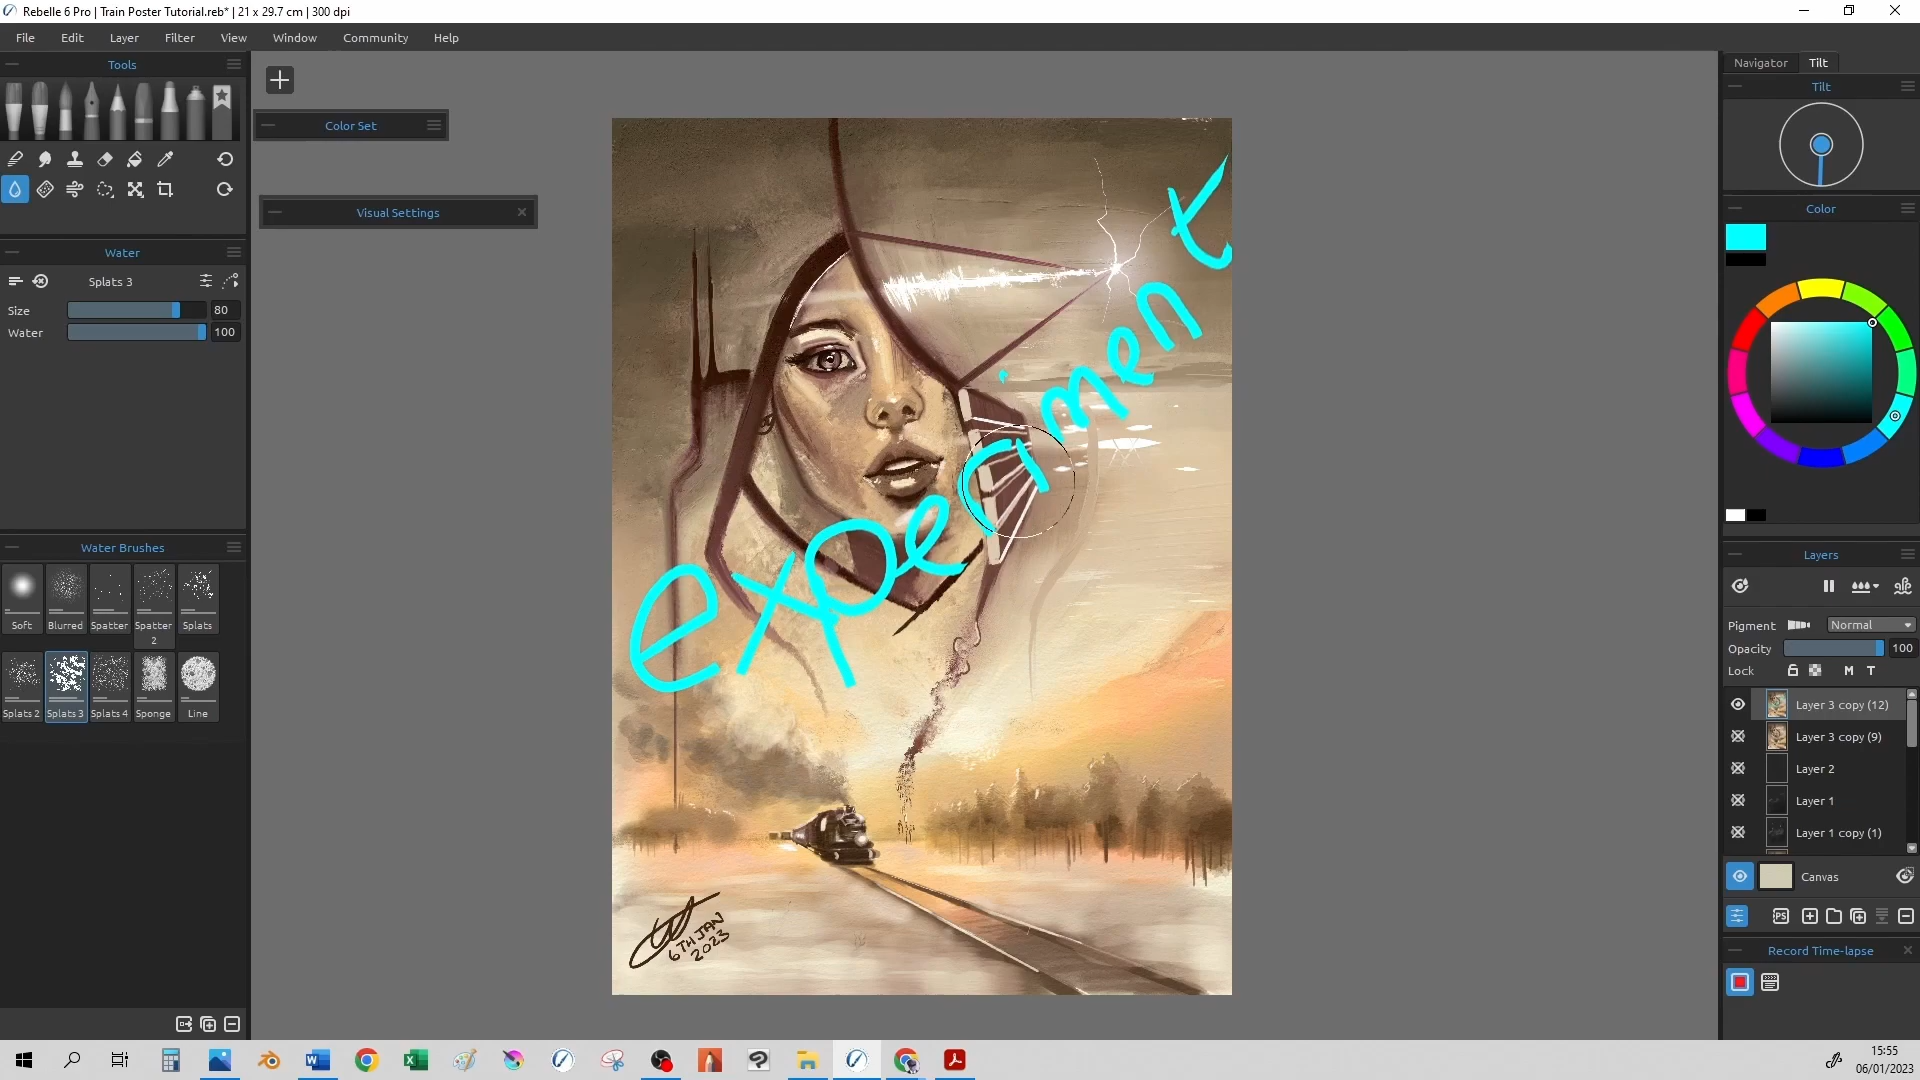 Rebelle 6 Pro | Train Poster Tutorial.reb* | 21 x 29.7 cm | 300 dpi
File Edit Layer Filter View Window Community Help
Tools
Color Set
Visual Settings
Water
Splats 3
Size 80
Water 100
Water Brushes
Soft Blurred Spatter Spatter 2 Splats
Splats 2 Splats 3 Splats 4 Sponge Line
experiment
6TH JAN
2023
Navigator Tilt
Tilt
Color
Layers
Pigment Normal
Opacity 100
Lock M T
Layer 3 copy (12)
Layer 3 copy (9)
Layer 2
Layer 1
Layer 1 copy (1)
Canvas
PS
Record Time-lapse
15:55
06/01/2023